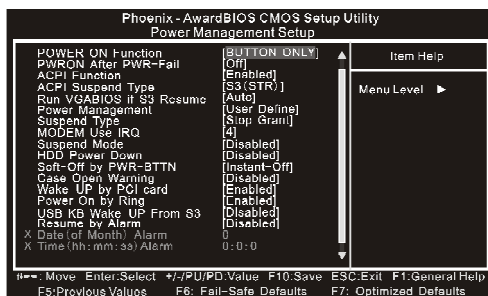 Phoenix - AwardBIOS CMOS Setup Utility
Power Management Setup
POWER ON Function [BUTTON ONLY]
PWRON After PWR-Fail [Off]
ACPI Function [Enabled]
ACPI Suspend Type [S3(STR)]
Run VGABIOS if S3 Resume [Auto]
Power Management [User Define]
Suspend Type [Stop Grant]
MODEM Use IRQ [4]
Suspend Mode [Disabled]
HDD Power Down [Disabled]
Soft-Off by PWR-BTTN [Instant-Off]
Case Open Warning [Disabled]
Wake UP by PCI card [Enabled]
Power On by Ring [Enabled]
USB KB Wake UP From S3 [Disabled]
Resume by Alarm [Disabled]
X Date(of Month) Alarm 0
X Time(hh:mm:ss)Alarm 0:0:0
Item Help
Menu Level ►
: Move Enter:Select +/-/PU/PD:Value F10:Save ESC:Exit F1:General Help
F5:Previous Values F6: Fail-Safe Defaults F7: Optimized Defaults